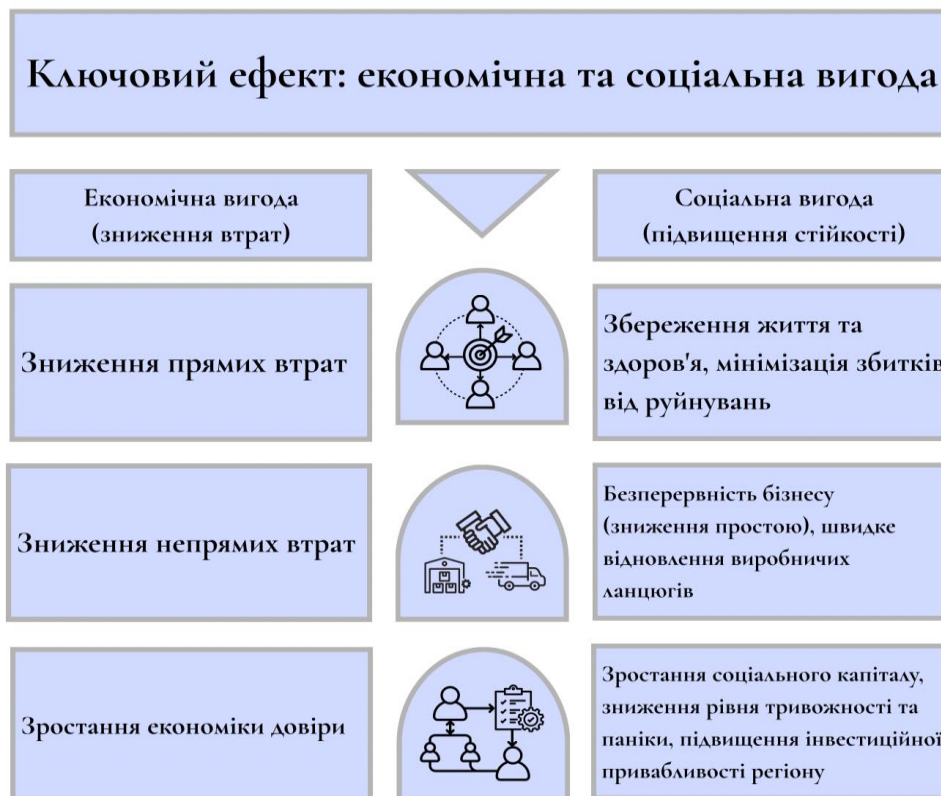 Ключовий ефект: економічна та соціальна вигода
Економічна вигода
(зниження втрат)
Соціальна вигода
(підвищення стійкості)
Зниження прямих втрат
Збереження життя та
здоров'я, мінімізація збитків
від руйнувань
Зниження непрямих втрат
Безперервність бізнесу
(зниження простою), швидке
відновлення виробничих
ланцюгів
Зростання економіки довіри
Зростання соціального капіталу,
зниження рівня тривожності та
паніки, підвищення інвестиційної
привабливості регіону